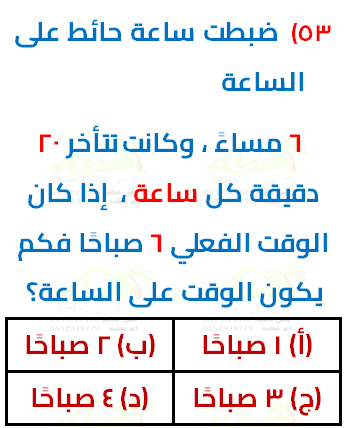 ٥٣) ضبطت ساعة حائط على
الساعة
٦ مساءً ، وكانت تتأخر ٢٠
دقيقة كل ساعة ، إذا كان
الوقت الفعلي ٦ صباحًا فكم
يكون الوقت على الساعة؟
(أ) ١ صباحًا (ب) ٢ صباحًا
(ج) ٣ صباحًا (د) ٤ صباحًا